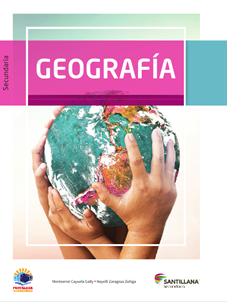 Secundaria
GEOGRAFÍA
Montserrat Cayuela Gally • Nayelli Zaragoza Zúñiga
SANTILLANA